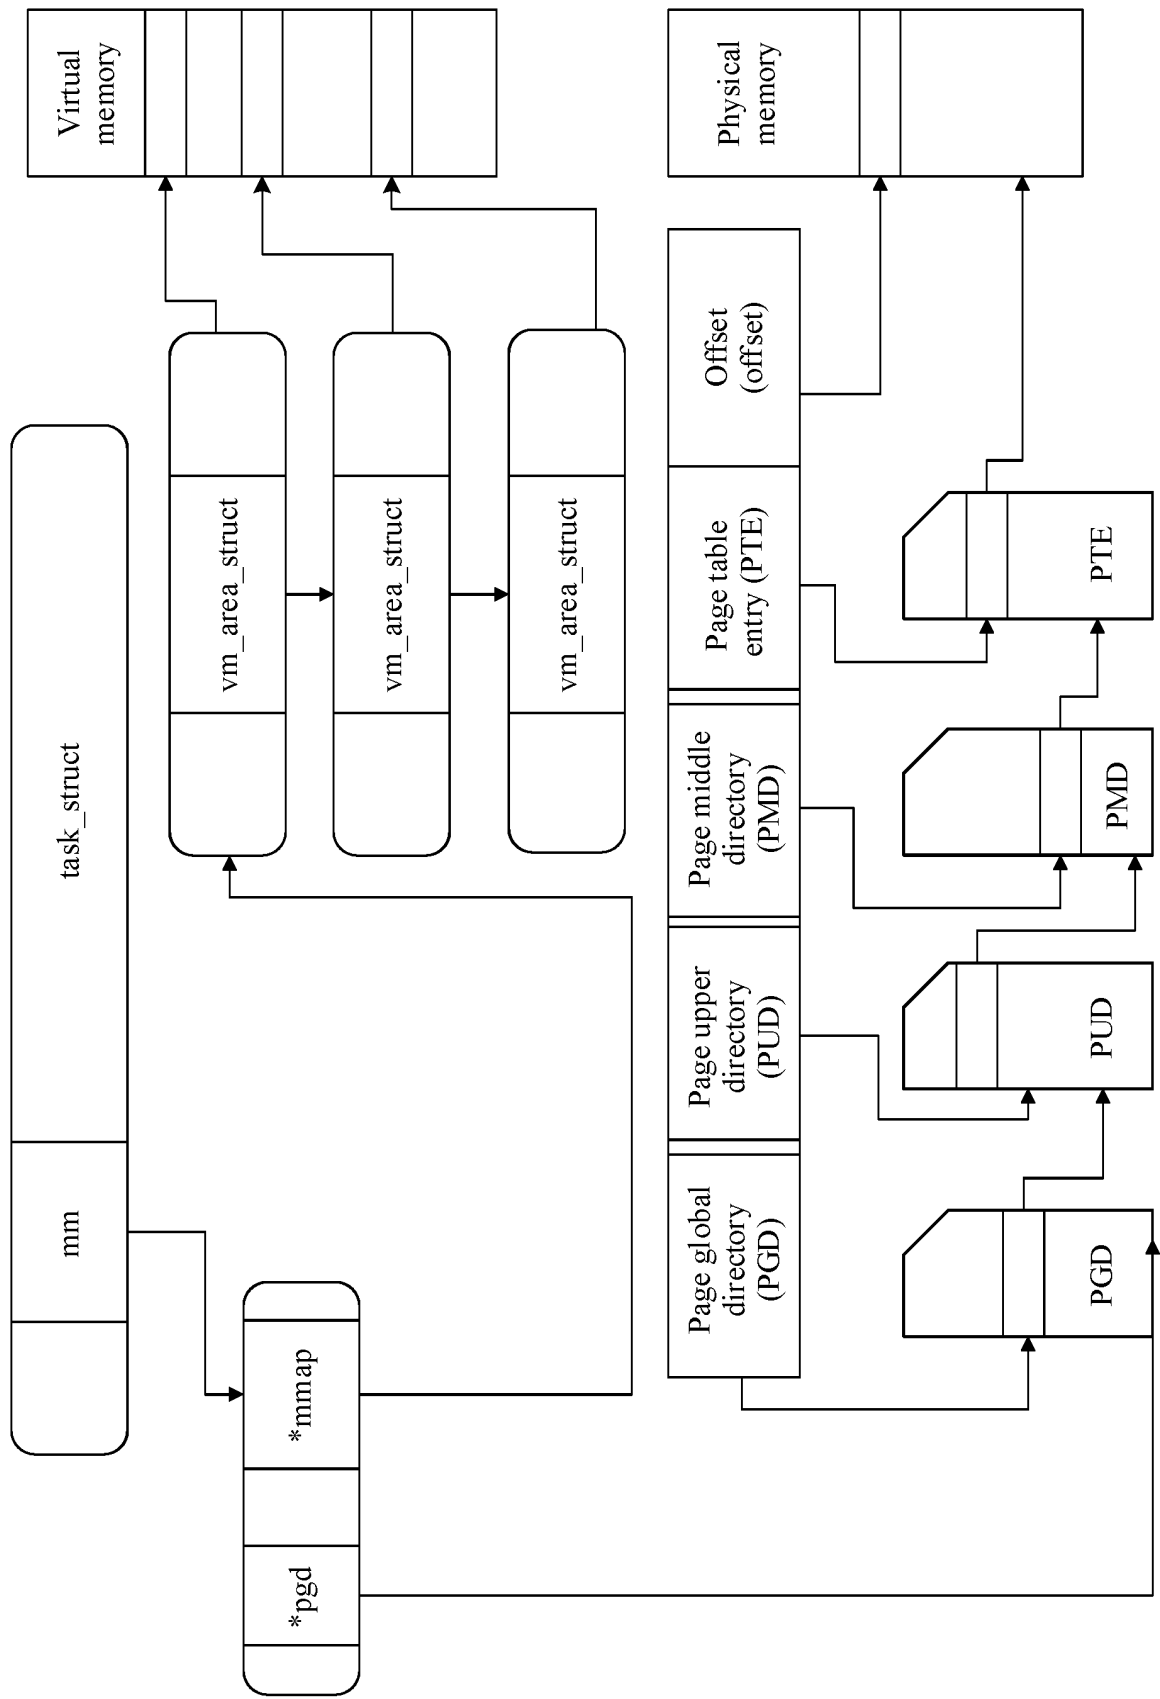 task_struct
mm
*pgd
*mmap
vm_area_struct
vm_area_struct
vm_area_struct
Virtual
memory
Page global
directory
(PGD)
Page upper
directory
(PUD)
Page middle
directory
(PMD)
Page table
entry (PTE)
Offset
(offset)
Physical
memory
PGD
PUD
PMD
PTE